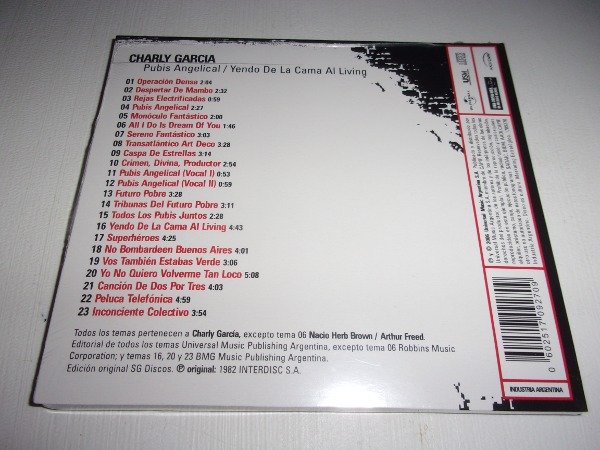 CHARLY GARCIA
Pubis Angelical / Yendo De La Cama Al Living
01 Operación Densa 2:44
02 Despertar De Mambo 2:32
03 Rejas Electrificadas 0:59
04 Pubis Angelical 2:27
05 Monóculo Fantástico 2:00
06 All I Do Is Dream Of You 1:46
07 Sereno Fantástico 3:03
08 Transatlántico Art Deco 3:03
09 Caspa De Estrellas 3:14
10 Crimen, Divina, Productor 2:54
11 Pubis Angelical (Vocal I) 0:53
12 Pubis Angelical (Vocal II) 0:59
13 Futuro Pobre 3:13
14 Tribunas Del Futuro Pobre 3:11
15 Todos Los Pubis Juntos 2:28
16 Yendo De La Cama Al Living 4:43
17 Superhéroes 4:25
18 No Bombardeen Buenos Aires 4:01
19 Vos También Estabas Verde 3:06
20 Yo No Quiero Volverme Tan Loco 5:08
21 Canción De Dos Por Tres 4:01
22 Peluca Telefónica 4:59
23 Inconciente Colectivo 3:54
Todos los temas pertenecen a Charly García, excepto tema 06 Nacio Herb Brown / Arthur Freed.
Editorial de todos los temas Universal Music Publishing Argentina, excepto tema 06 Robbins Music
Corporation; y temas 16, 20 y 23 BMG Music Publishing Argentina.
Edición original SG Discos. ℗ original: 1982 INTERDISC S.A.
0 602517 092709
INDUSTRIA ARGENTINA